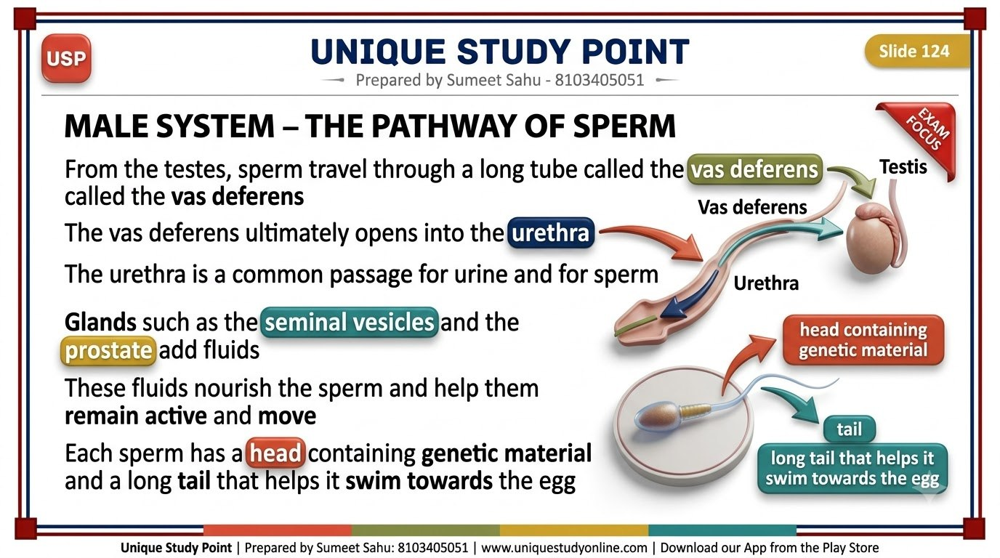 USP
UNIQUE STUDY POINT
Prepared by Sumeet Sahu - 8103405051
Slide 124
MALE SYSTEM – THE PATHWAY OF SPERM
EXAM
FOCUS
From the testes, sperm travel through a long tube called the vas deferens
called the vas deferens
The vas deferens ultimately opens into the urethra
The urethra is a common passage for urine and for sperm
Glands such as the seminal vesicles and the
prostate add fluids
These fluids nourish the sperm and help them
remain active and move
Each sperm has a head containing genetic material
and a long tail that helps it swim towards the egg
Testis
Vas deferens
Urethra
head containing
genetic material
tail
long tail that helps it
swim towards the egg
Unique Study Point | Prepared by Sumeet Sahu: 8103405051 | www.uniquestudyonline.com | Download our App from the Play Store